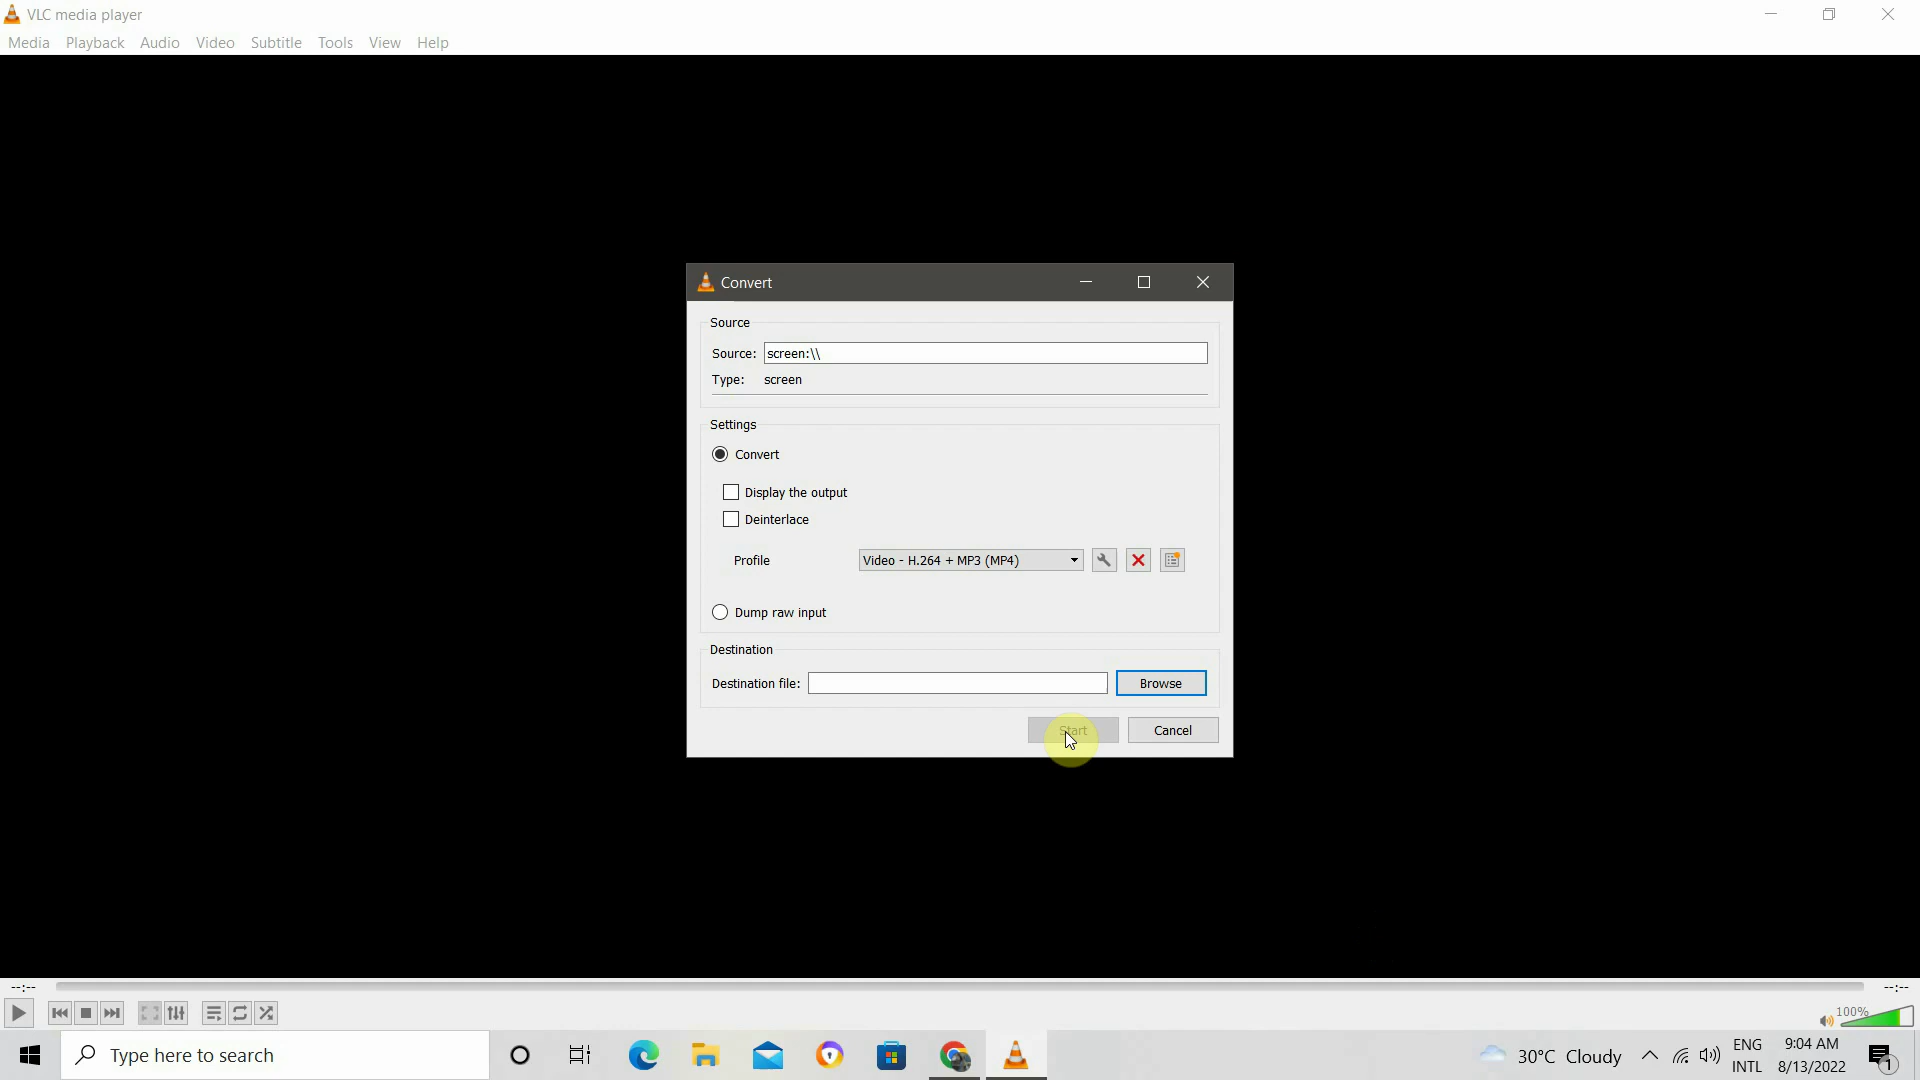 VLC media player
Media Playback Audio Video Subtitle Tools View Help
Convert
Source
Source: screen:\\
Type: screen
Settings
Convert
Display the output
Deinterlace
Profile Video - H.264 + MP3 (MP4)
Dump raw input
Destination
Destination file: Browse
Start Cancel
--:-- --:--
100%
Type here to search
30°C Cloudy
ENG
INTL
9:04 AM
8/13/2022
1